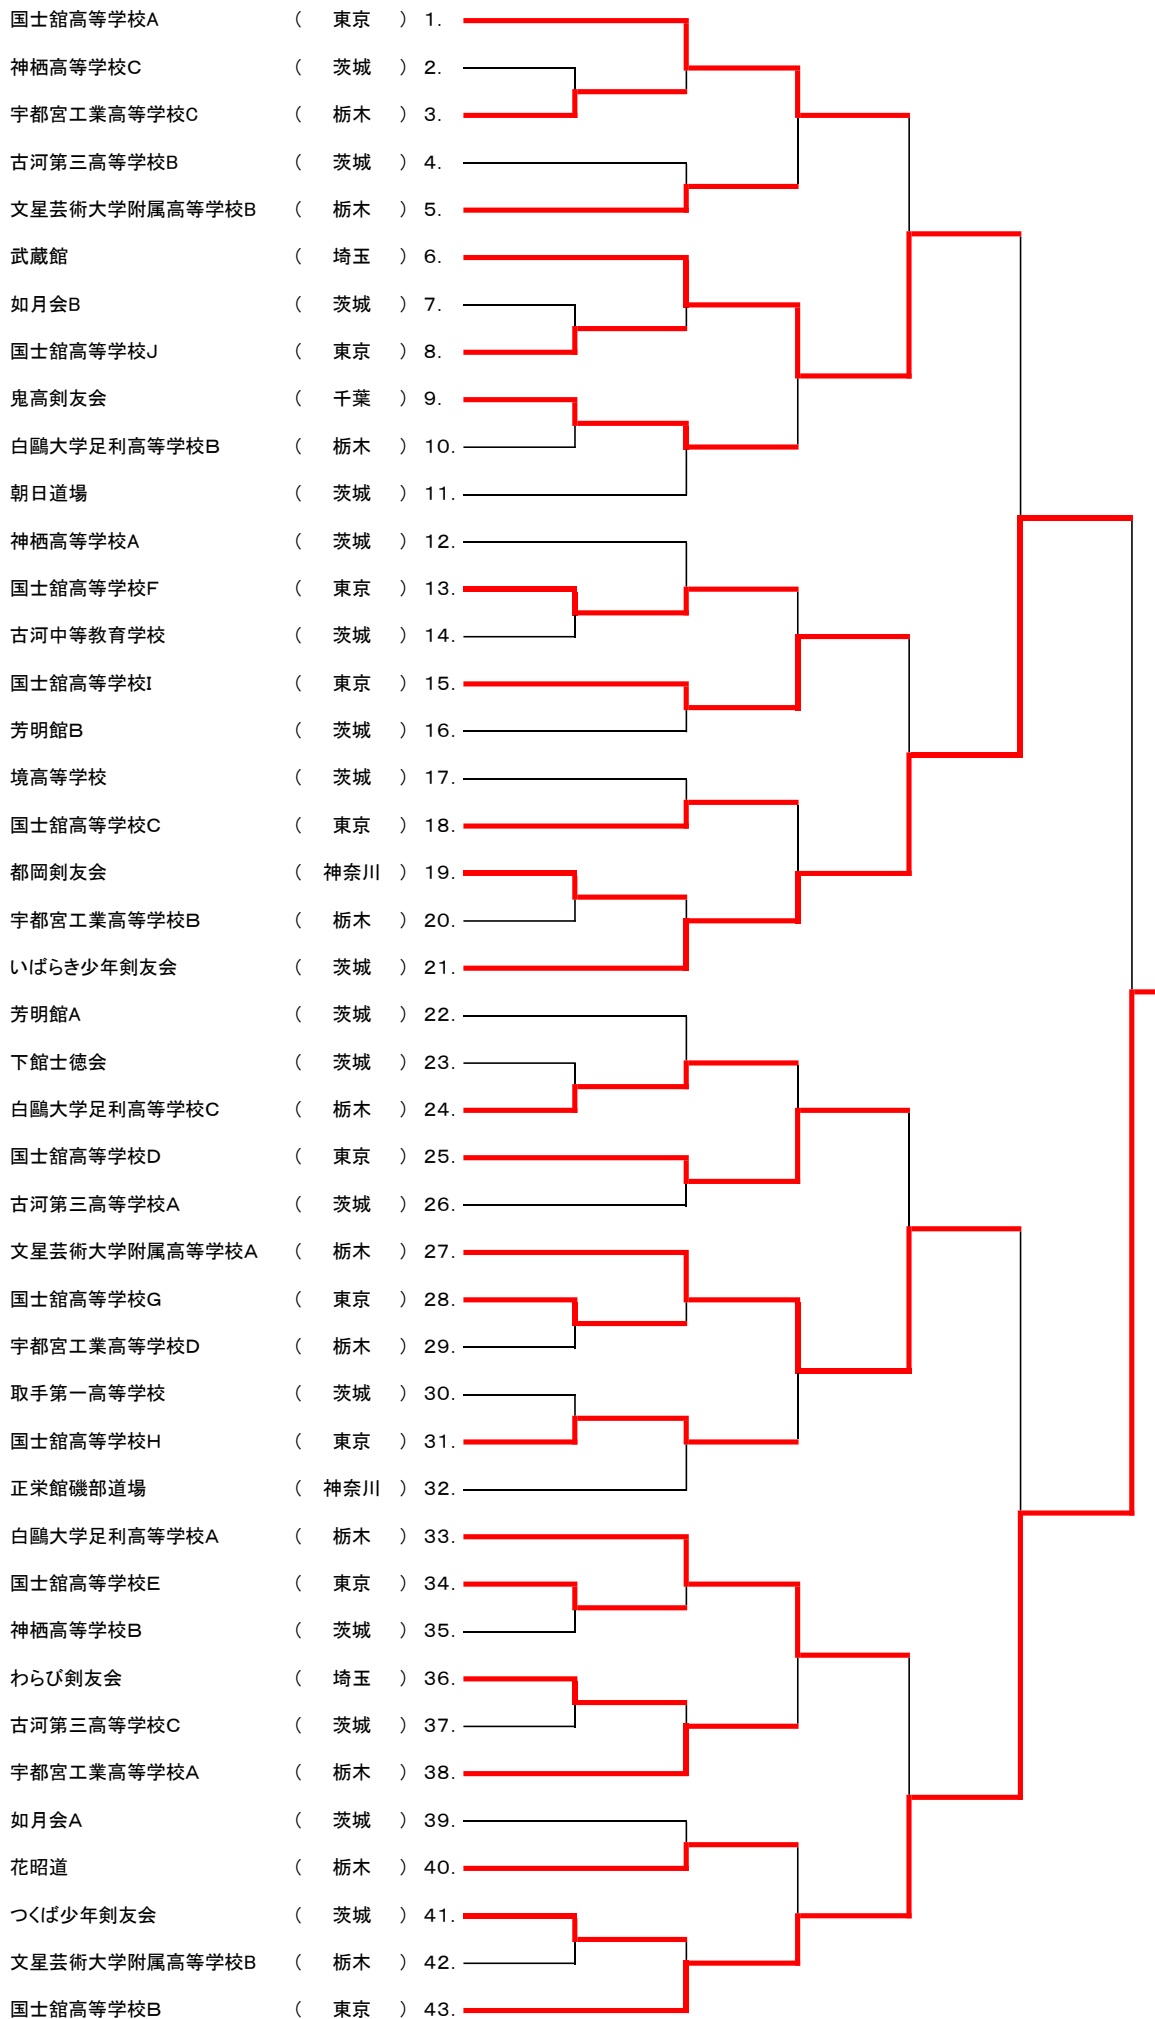 国士舘高等学校A （ 東京 ） 1.
神栖高等学校C （ 茨城 ） 2.
宇都宮工業高等学校C （ 栃木 ） 3.
古河第三高等学校B （ 茨城 ） 4.
文星芸術大学附属高等学校B （ 栃木 ） 5.
武蔵館 （ 埼玉 ） 6.
如月会B （ 茨城 ） 7.
国士舘高等学校J （ 東京 ） 8.
鬼高剣友会 （ 千葉 ） 9.
白鷗大学足利高等学校B （ 栃木 ） 10.
朝日道場 （ 茨城 ） 11.
神栖高等学校A （ 茨城 ） 12.
国士舘高等学校F （ 東京 ） 13.
古河中等教育学校 （ 茨城 ） 14.
国士舘高等学校I （ 東京 ） 15.
芳明館B （ 茨城 ） 16.
境高等学校 （ 茨城 ） 17.
国士舘高等学校C （ 東京 ） 18.
都岡剣友会 （ 神奈川 ） 19.
宇都宮工業高等学校B （ 栃木 ） 20.
いばらき少年剣友会 （ 茨城 ） 21.
芳明館A （ 茨城 ） 22.
下館士徳会 （ 茨城 ） 23.
白鷗大学足利高等学校C （ 栃木 ） 24.
国士舘高等学校D （ 東京 ） 25.
古河第三高等学校A （ 茨城 ） 26.
文星芸術大学附属高等学校A （ 栃木 ） 27.
国士舘高等学校G （ 東京 ） 28.
宇都宮工業高等学校D （ 栃木 ） 29.
取手第一高等学校 （ 茨城 ） 30.
国士舘高等学校H （ 東京 ） 31.
正栄館磯部道場 （ 神奈川 ） 32.
白鷗大学足利高等学校A （ 栃木 ） 33.
国士舘高等学校E （ 東京 ） 34.
神栖高等学校B （ 茨城 ） 35.
わらび剣友会 （ 埼玉 ） 36.
古河第三高等学校C （ 茨城 ） 37.
宇都宮工業高等学校A （ 栃木 ） 38.
如月会A （ 茨城 ） 39.
花昭道 （ 栃木 ） 40.
つくば少年剣友会 （ 茨城 ） 41.
文星芸術大学附属高等学校B （ 栃木 ） 42.
国士舘高等学校B （ 東京 ） 43.